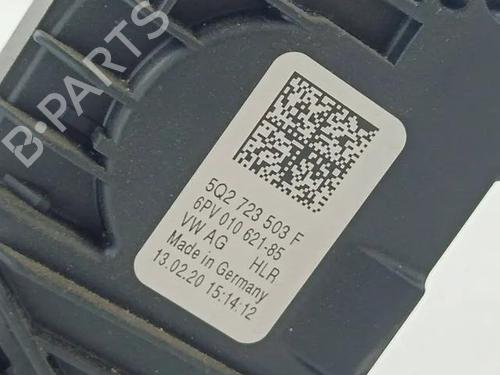 B-PARTS
5Q2 723 503 F
6PV 010 621-85
VW AG HLR
Made in Germany
13.02.20 15:14:12